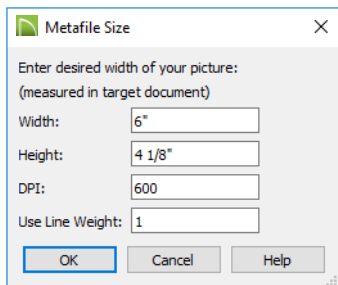 Metafile Size
Enter desired width of your picture:
(measured in target document)
Width: 6"
Height: 4 1/8"
DPI: 600
Use Line Weight: 1
OK Cancel Help